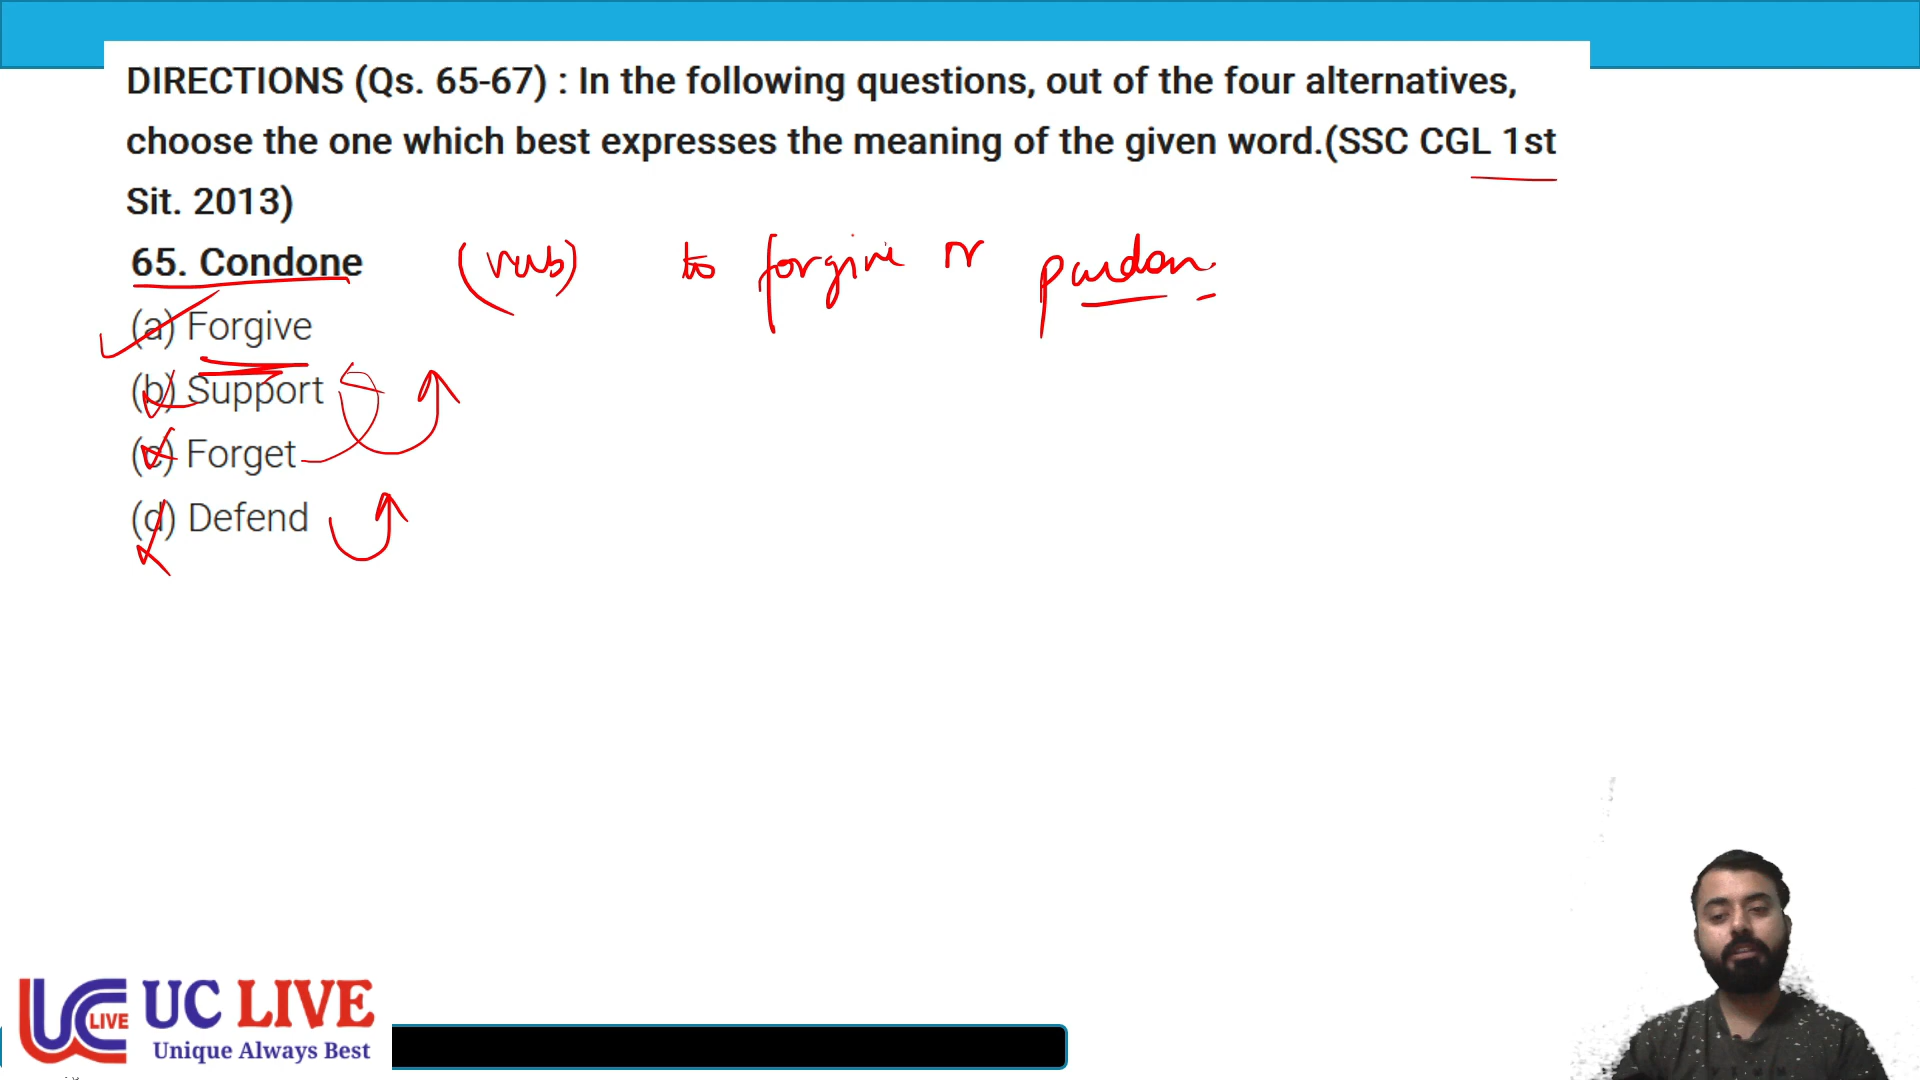 DIRECTIONS (Qs. 65-67) : In the following questions, out of the four alternatives,
choose the one which best expresses the meaning of the given word.(SSC CGL 1st
Sit. 2013)
65. Condone (verb) to forgive or pardon.
(a) Forgive
(b) Support
(c) Forget
(d) Defend
LIVE UC LIVE
Unique Always Best